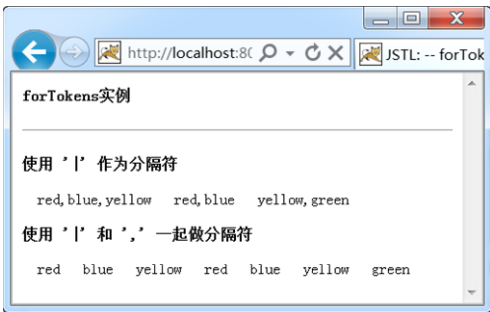 http://localhost:8(
JSTL: -- forTok
forTokens实例
使用 '|' 作为分隔符
red,blue,yellow red,blue yellow,green
使用 '|' 和 ',' 一起做分隔符
red blue yellow red blue yellow green